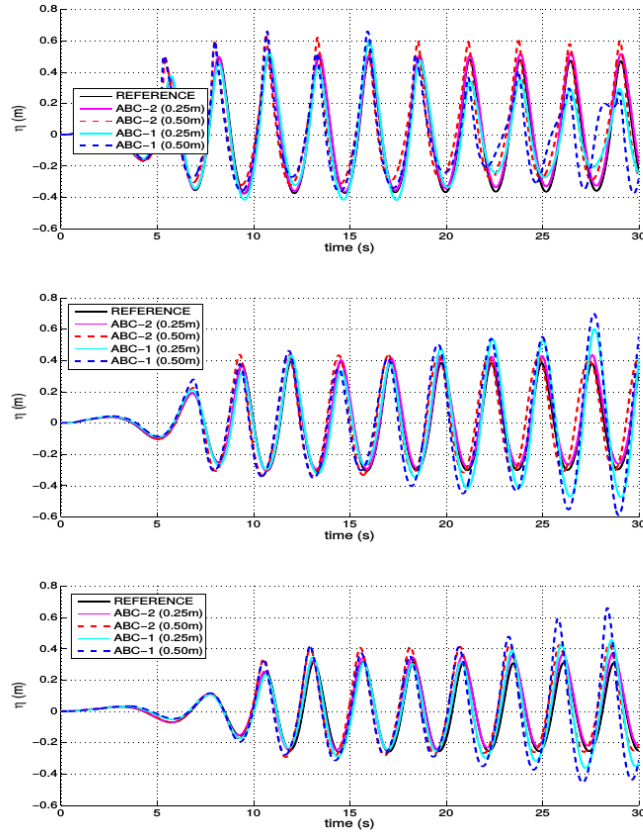 0.8
0.6
0.4
0.2
0
−0.2
−0.4
−0.6
η (m)
REFERENCE
ABC−2 (0.25m)
ABC−2 (0.50m)
ABC−1 (0.25m)
ABC−1 (0.50m)
0 5 10 15 20 25 30
time (s)
0.8
0.6
0.4
0.2
0
−0.2
−0.4
−0.6
η (m)
REFERENCE
ABC−2 (0.25m)
ABC−2 (0.50m)
ABC−1 (0.25m)
ABC−1 (0.50m)
0 5 10 15 20 25 30
time (s)
0.8
0.6
0.4
0.2
0
−0.2
−0.4
−0.6
η (m)
REFERENCE
ABC−2 (0.25m)
ABC−2 (0.50m)
ABC−1 (0.25m)
ABC−1 (0.50m)
0 5 10 15 20 25 30
time (s)